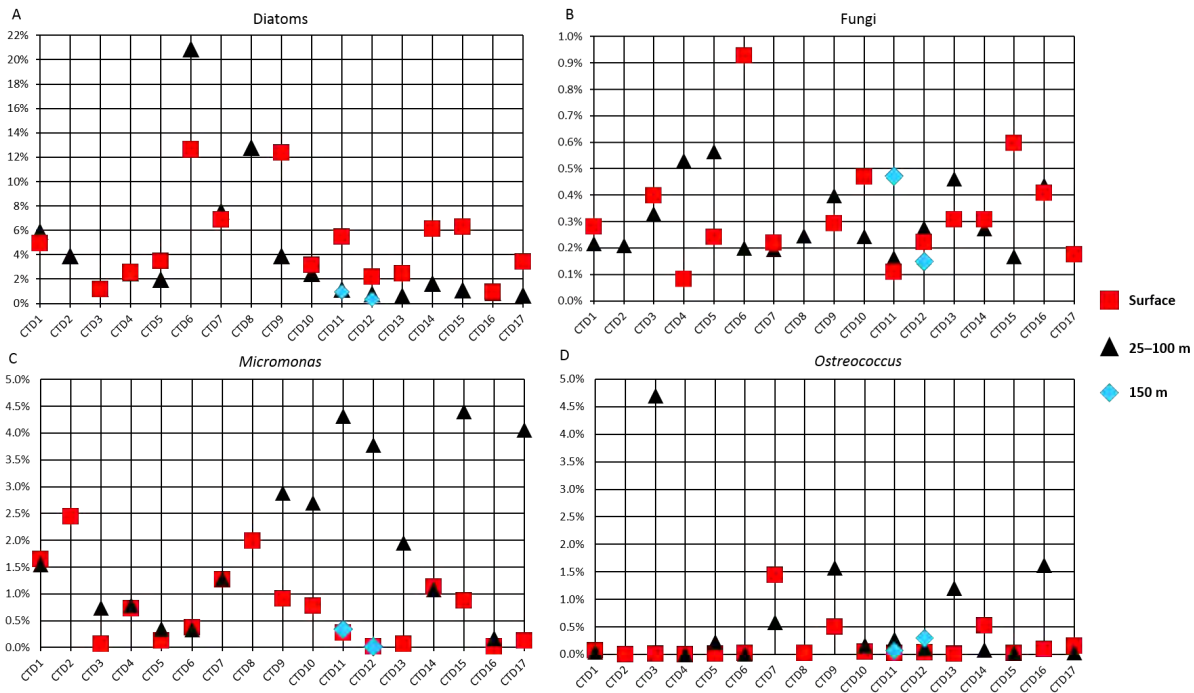 A
Diatoms
22%
20%
18%
16%
14%
12%
10%
8%
6%
4%
2%
0%
CTD1
CTD2
CTD3
CTD4
CTD5
CTD6
CTD7
CTD8
CTD9
CTD10
CTD11
CTD12
CTD13
CTD14
CTD15
CTD16
CTD17
B
Fungi
1.0%
0.9%
0.8%
0.7%
0.6%
0.5%
0.4%
0.3%
0.2%
0.1%
0.0%
CTD1
CTD2
CTD3
CTD4
CTD5
CTD6
CTD7
CTD8
CTD9
CTD10
CTD11
CTD12
CTD13
CTD14
CTD15
CTD16
CTD17
C
Micromonas
5.0%
4.5%
4.0%
3.5%
3.0%
2.5%
2.0%
1.5%
1.0%
0.5%
0.0%
CTD1
CTD2
CTD3
CTD4
CTD5
CTD6
CTD7
CTD8
CTD9
CTD10
CTD11
CTD12
CTD13
CTD14
CTD15
CTD16
CTD17
D
Ostreococcus
5.0%
4.5%
4.0%
3.5%
3.0%
2.5%
2.0%
1.5%
1.0%
0.5%
0.0%
CTD1
CTD2
CTD3
CTD4
CTD5
CTD6
CTD7
CTD8
CTD9
CTD10
CTD11
CTD12
CTD13
CTD14
CTD15
CTD16
CTD17
Surface
25–100 m
150 m